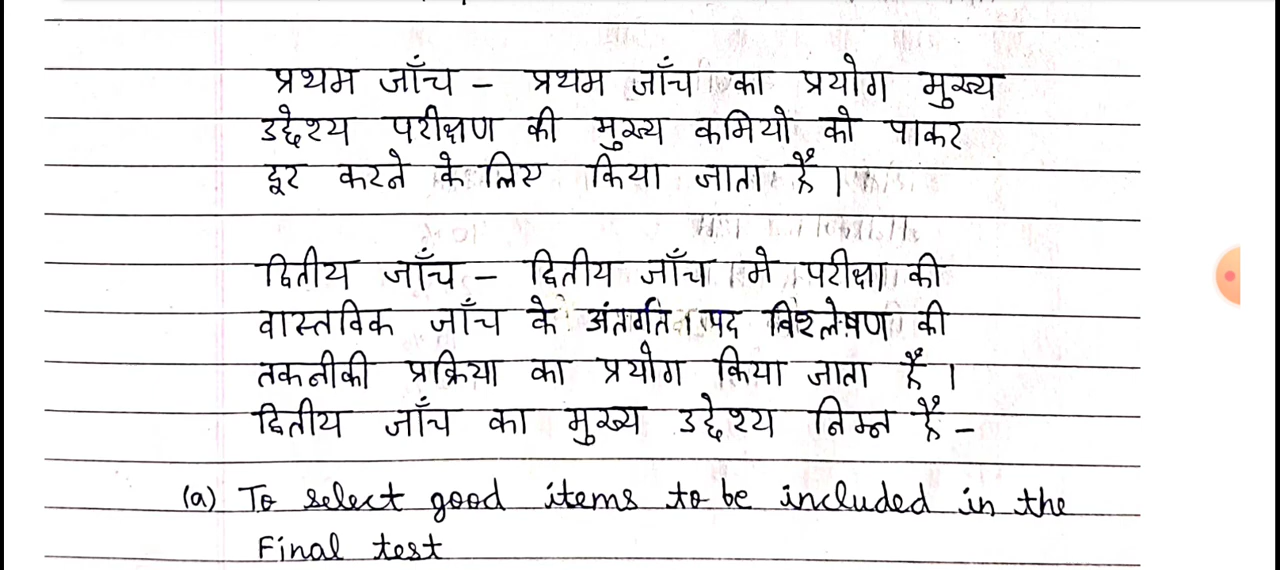 प्रथम जाँच - प्रथम जाँच का प्रयोग मुख्य
उद्देश्य परीक्षण की मुख्य कमियो को पाकर
दूर करने के लिए किया जाता हैं।
द्वितीय जाँच - द्वितीय जाँच मे परीक्षा की
वास्तविक जाँच के अंतर्गत पद विश्लेषण की
तकनीकी प्रक्रिया का प्रयोग किया जाता हैं।
द्वितीय जाँच का मुख्य उद्देश्य निम्न हैं -
(a) To select good items to be included in the
Final test